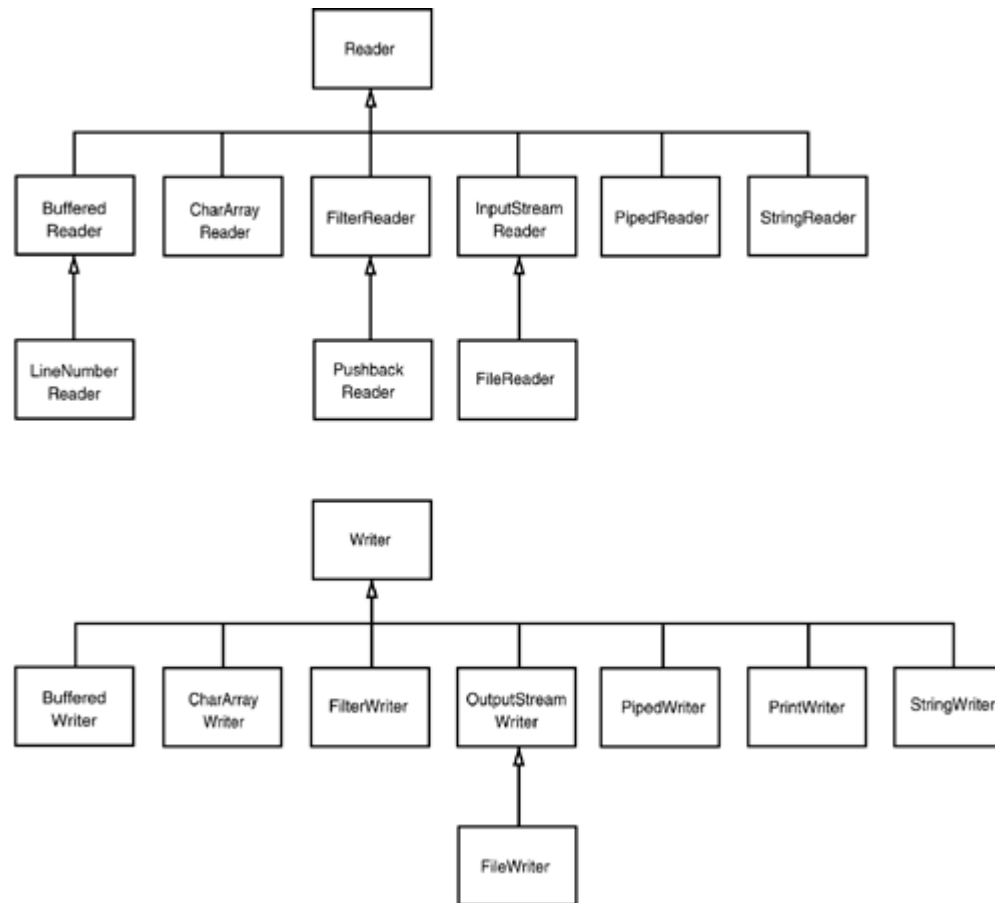 Reader
Buffered
Reader
CharArray
Reader
FilterReader
InputStream
Reader
PipedReader
StringReader
LineNumber
Reader
Pushback
Reader
FileReader
Writer
Buffered
Writer
CharArray
Writer
FilterWriter
OutputStream
Writer
PipedWriter
PrintWriter
StringWriter
FileWriter